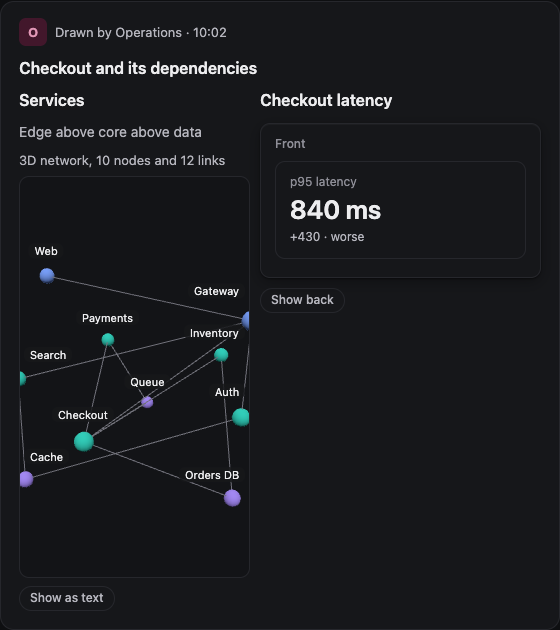 O
Drawn by Operations · 10:02
Checkout and its dependencies
Services
Edge above core above data
3D network, 10 nodes and 12 links
Web
Gateway
Payments
Inventory
Search
Queue
Auth
Checkout
Cache
Orders DB
Show as text
Checkout latency
Front
p95 latency
840 ms
+430 · worse
Show back